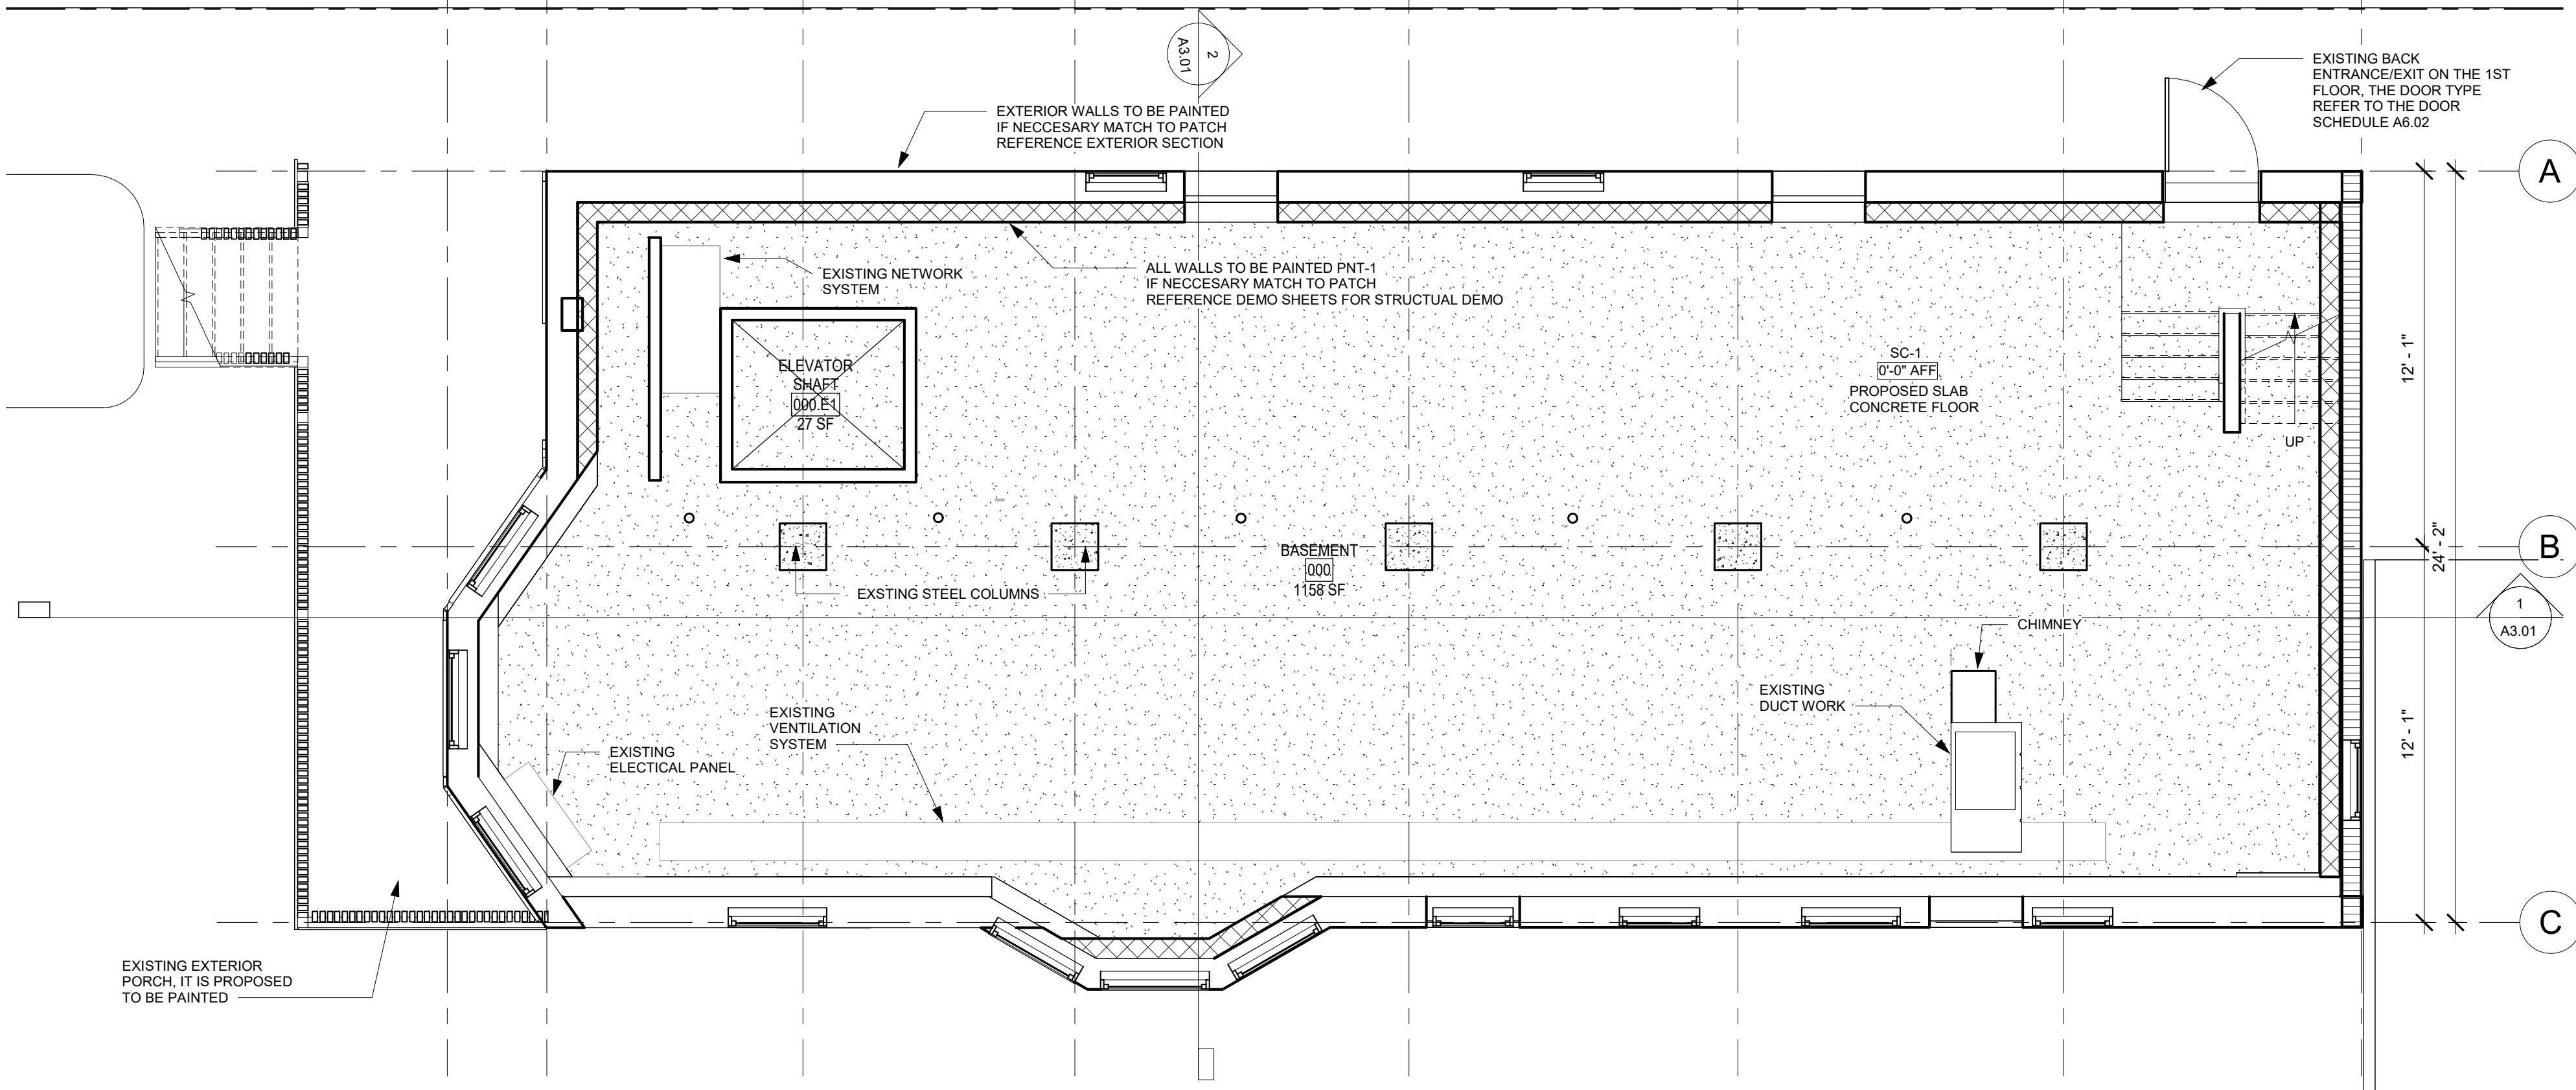 2
A3.01
EXISTING BACK
ENTRANCE/EXIT ON THE 1ST
FLOOR, THE DOOR TYPE
REFER TO THE DOOR
SCHEDULE A6.02
EXTERIOR WALLS TO BE PAINTED
IF NECCESARY MATCH TO PATCH
REFERENCE EXTERIOR SECTION
A
EXISTING NETWORK
SYSTEM
ALL WALLS TO BE PAINTED PNT-1
IF NECCESARY MATCH TO PATCH
REFERENCE DEMO SHEETS FOR STRUCTUAL DEMO
ELEVATOR
SHAFT
000.E1
27 SF
SC-1
0'-0" AFF
PROPOSED SLAB
CONCRETE FLOOR
12' - 1"
UP
24' - 2"
B
BASEMENT
000
1158 SF
EXSTING STEEL COLUMNS
1
A3.01
CHIMNEY
EXISTING
DUCT WORK
EXISTING
VENTILATION
SYSTEM
EXISTING
ELECTICAL PANEL
12' - 1"
C
EXISTING EXTERIOR
PORCH, IT IS PROPOSED
TO BE PAINTED